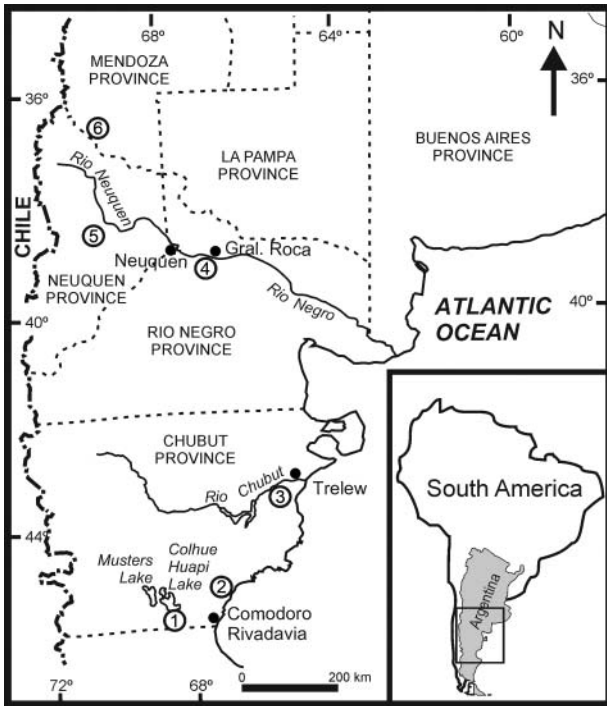 68º 64º 60º
N
MENDOZA
PROVINCE
36º 36º
6
LA PAMPA
PROVINCE
BUENOS AIRES
PROVINCE
Rio Neuquen
CHILE
5
Neuquén
4
Gral. Roca
NEUQUEN
PROVINCE
Rio Negro
ATLANTIC
OCEAN
40º 40º
RIO NEGRO
PROVINCE
CHUBUT
PROVINCE
Rio Chubut
3
Trelew
South America
44º
Musters
Lake
Colhue
Huapi
Lake
2
1
Comodoro
Rivadavia
Argentina
0 200 km
72º 68º